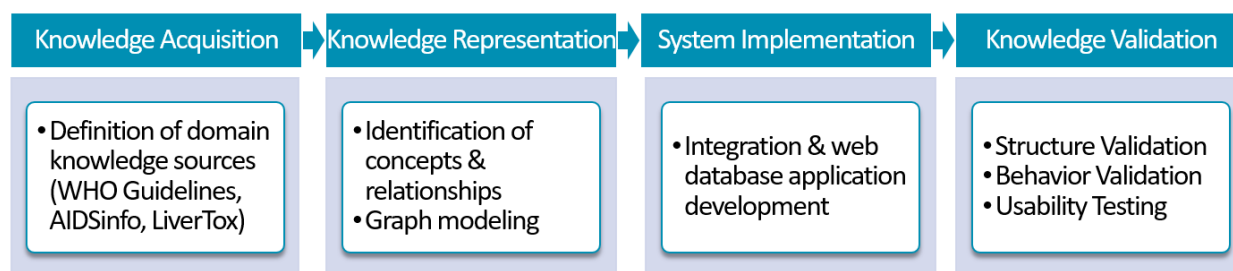 Knowledge Acquisition
Knowledge Representation
System Implementation
Knowledge Validation
•Definition of domain
knowledge sources
(WHO Guidelines,
AIDSinfo, LiverTox)
•Identification of
concepts &
relationships
•Graph modeling
•Integration & web
database application
development
•Structure Validation
•Behavior Validation
•Usability Testing